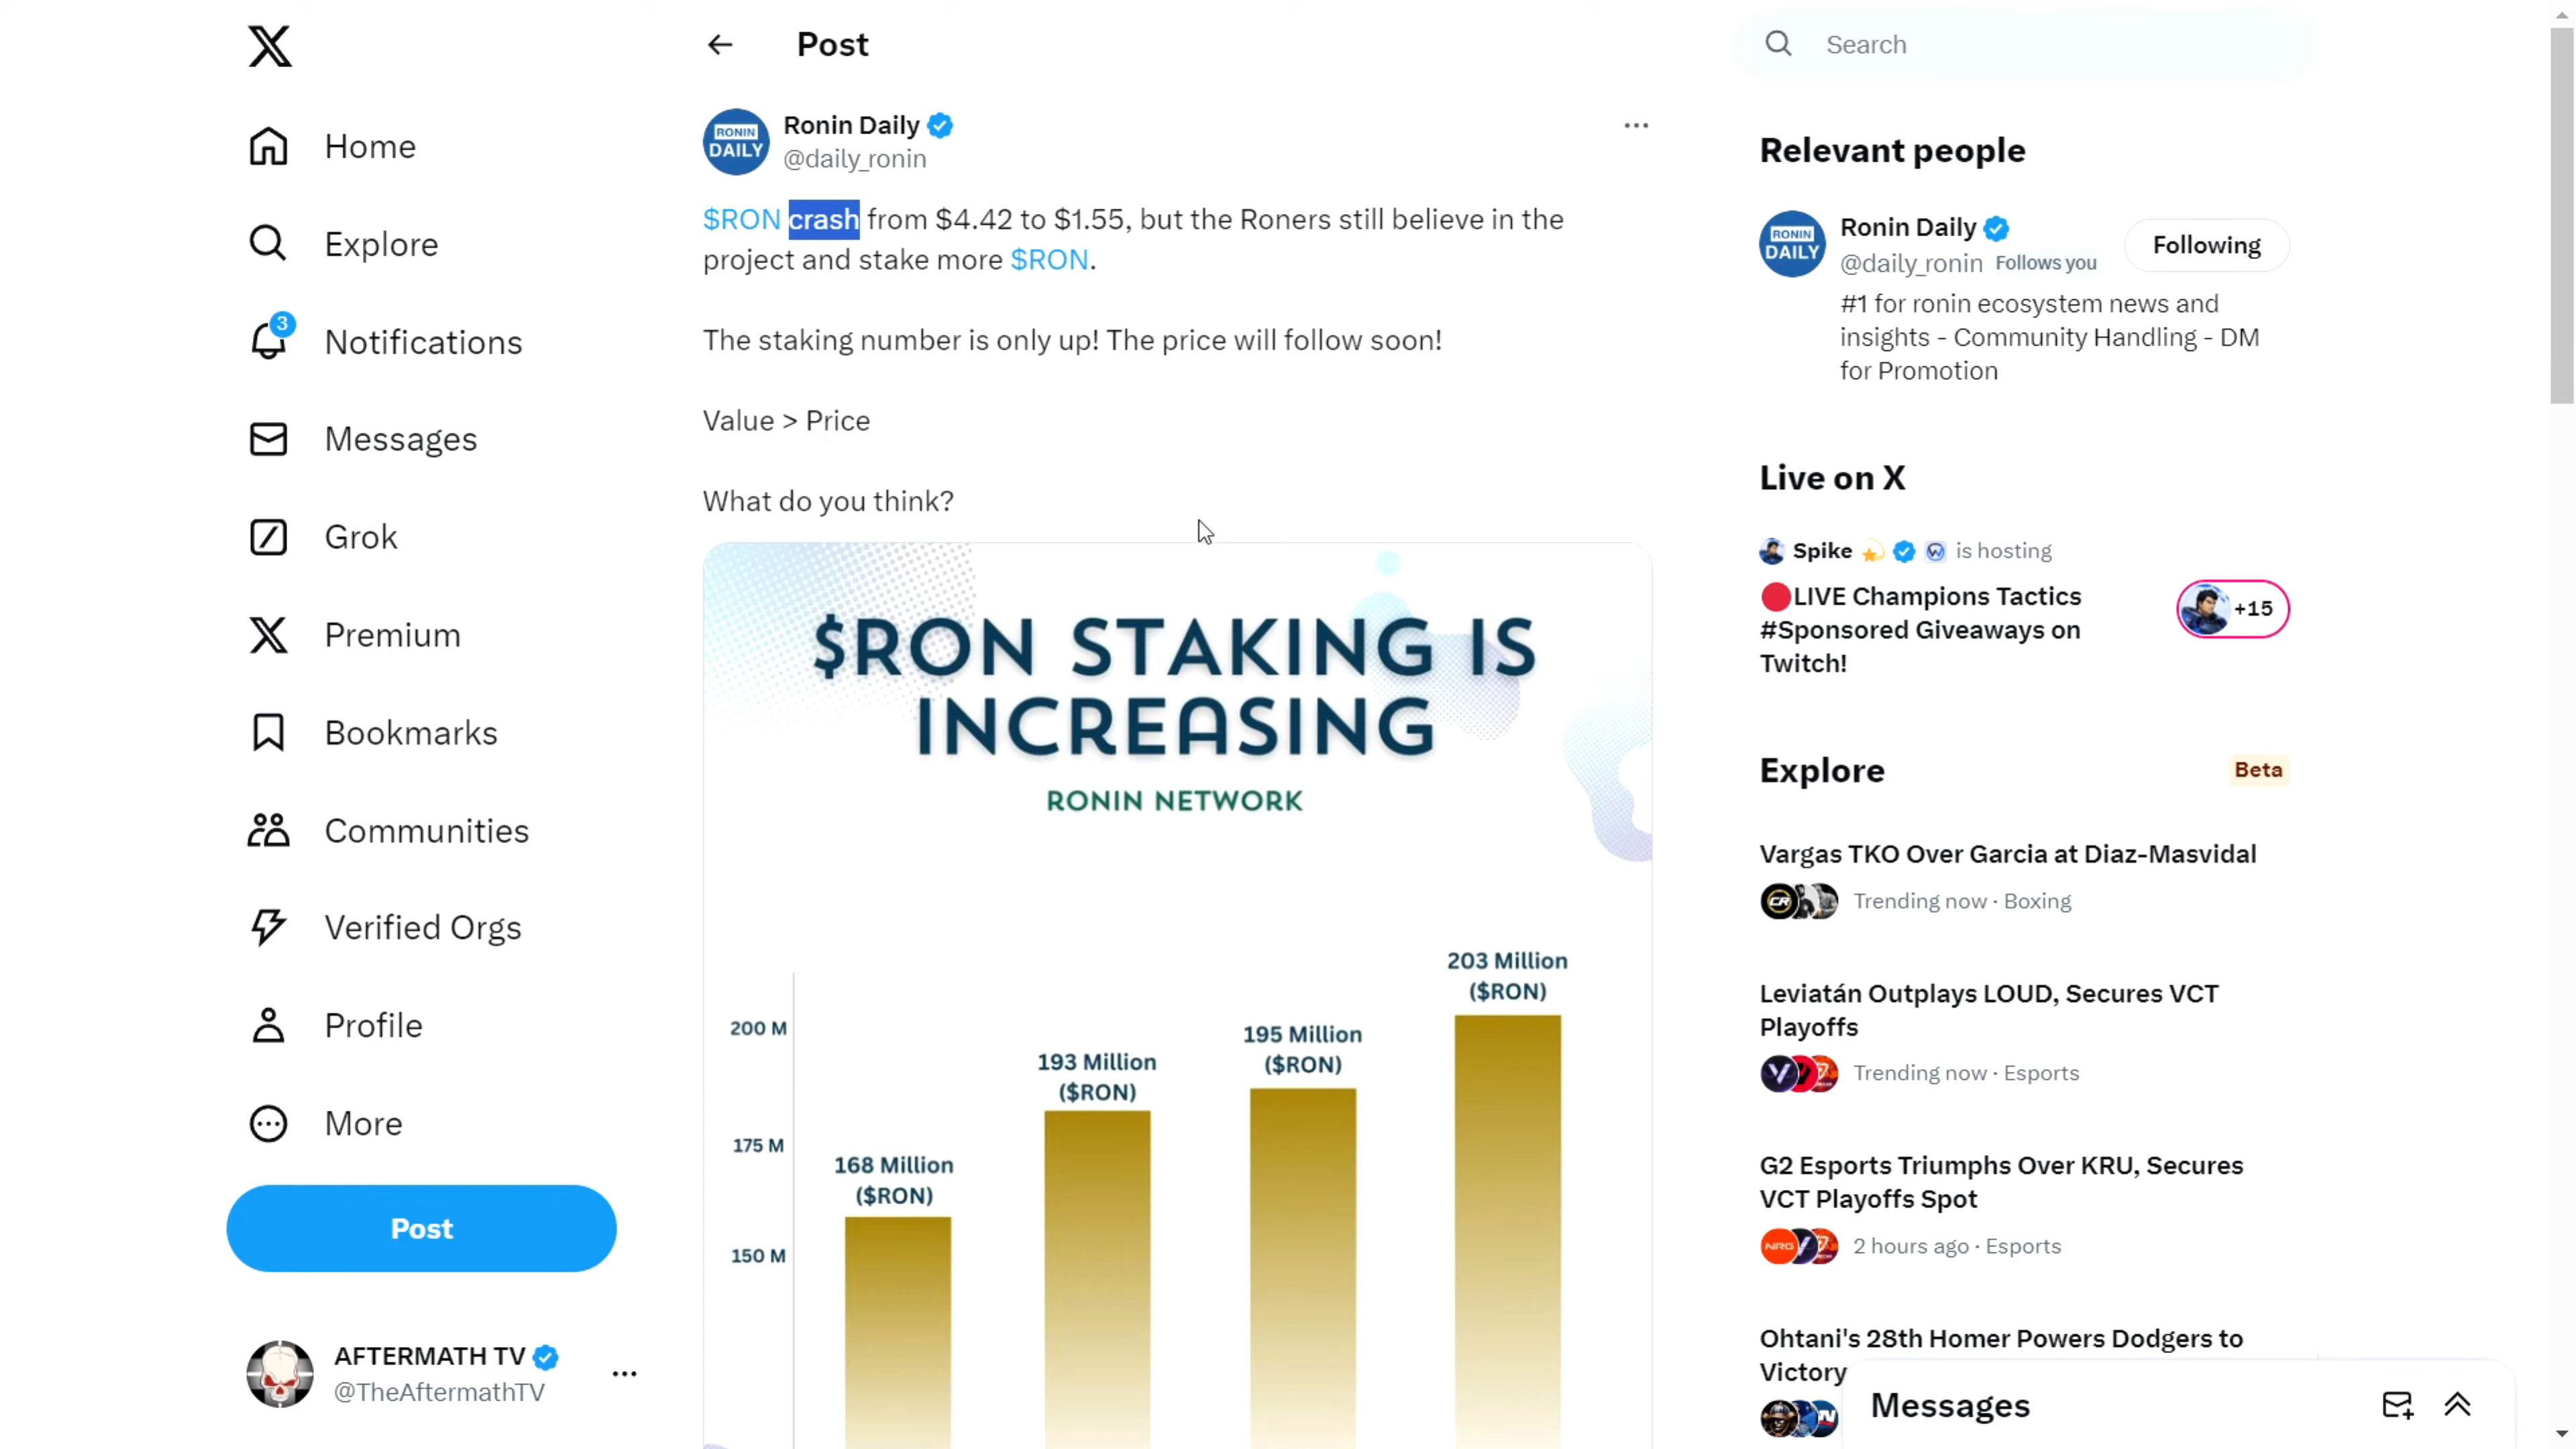 Home
Explore
3
Notifications
Messages
Grok
Premium
Bookmarks
Communities
Verified Orgs
Profile
More
Post
AFTERMATH TV
@TheAftermathTV
Post
RONIN
DAILY
Ronin Daily
@daily_ronin
$RON crash from $4.42 to $1.55, but the Roners still believe in the
project and stake more $RON.
The staking number is only up! The price will follow soon!
Value > Price
What do you think?
$RON STAKING IS
INCREASING
RONIN NETWORK
200 M
175 M
150 M
168 Million
($RON)
193 Million
($RON)
195 Million
($RON)
203 Million
($RON)
Search
Relevant people
RONIN
DAILY
Ronin Daily
@daily_ronin Follows you
Following
#1 for ronin ecosystem news and
insights - Community Handling - DM
for Promotion
Live on X
Spike is hosting
LIVE Champions Tactics
#Sponsored Giveaways on
Twitch!
+15
Explore
Beta
Vargas TKO Over Garcia at Diaz-Masvidal
Trending now · Boxing
Leviatán Outplays LOUD, Secures VCT
Playoffs
Trending now · Esports
G2 Esports Triumphs Over KRU, Secures
VCT Playoffs Spot
NRG
2 hours ago · Esports
Ohtani's 28th Homer Powers Dodgers to
Victory
Messages